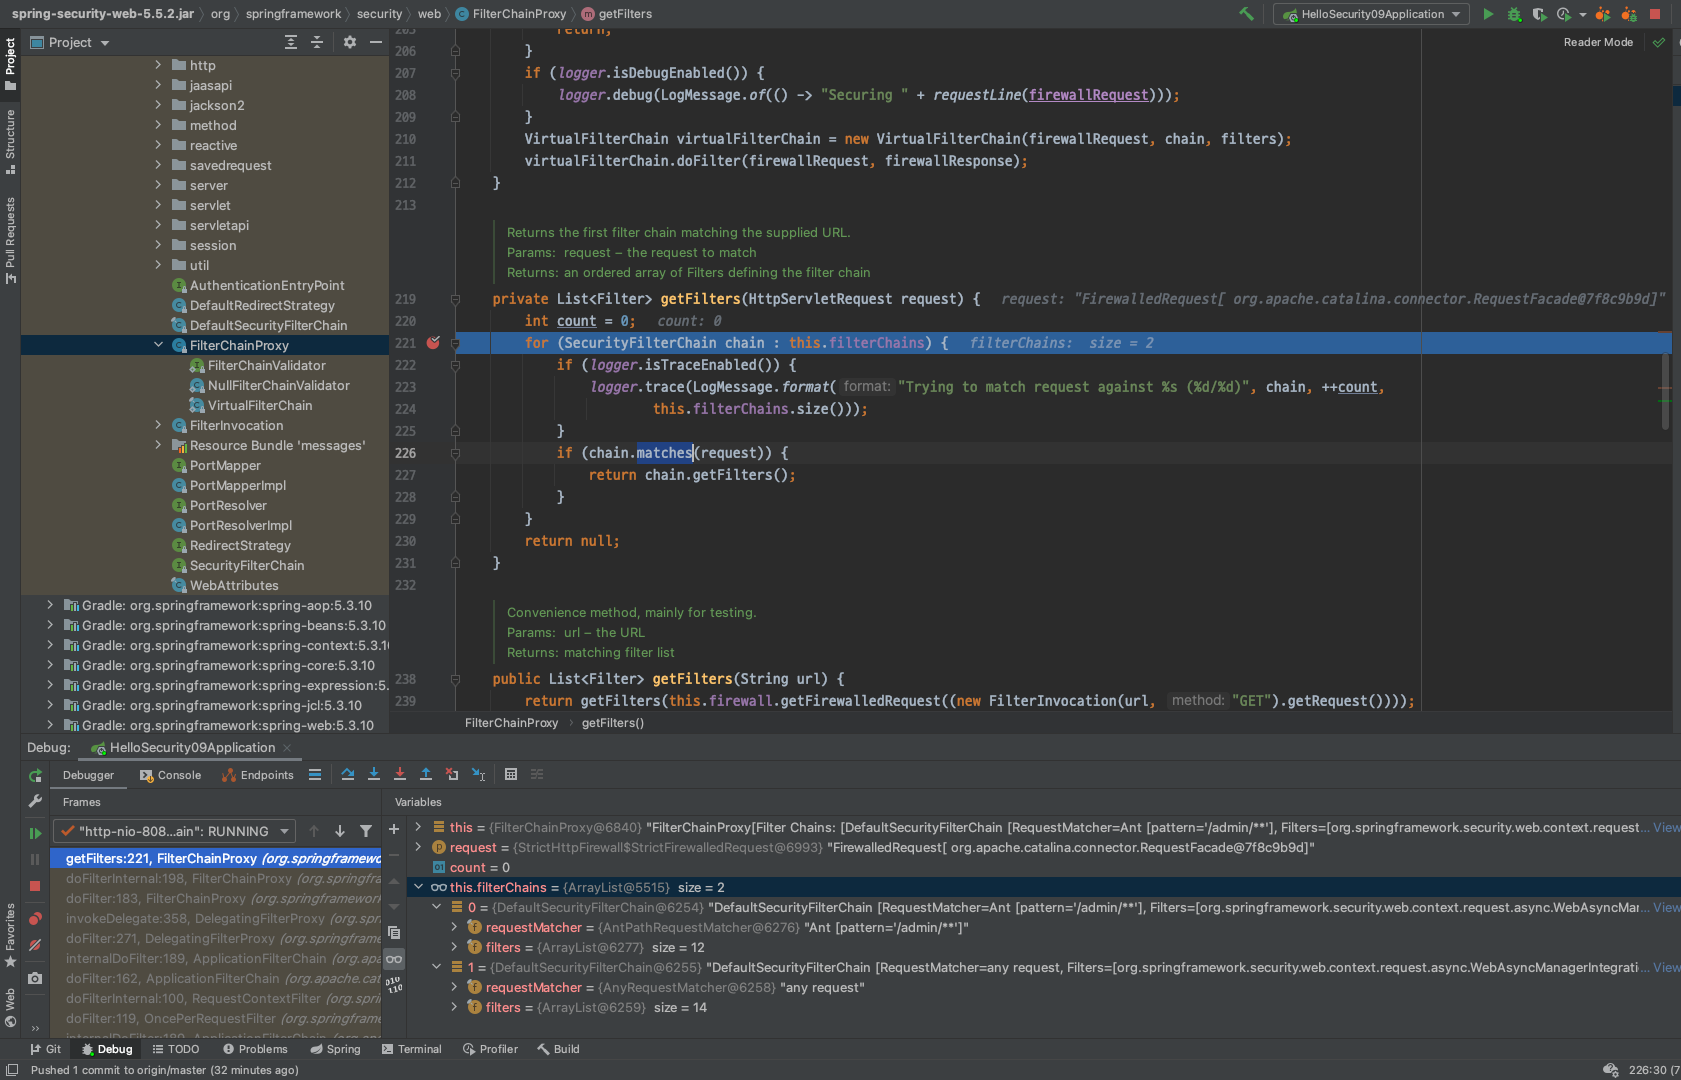 spring-security-web-5.5.2.jar org springframework security web FilterChainProxy getFilters
HelloSecurity09Application
Project
Structure
Pull Requests
Favorites
Web
Project
http
jaasapi
jackson2
method
reactive
savedrequest
server
servlet
servletapi
session
util
AuthenticationEntryPoint
DefaultRedirectStrategy
DefaultSecurityFilterChain
FilterChainProxy
FilterChainValidator
NullFilterChainValidator
VirtualFilterChain
FilterInvocation
Resource Bundle 'messages'
PortMapper
PortMapperImpl
PortResolver
PortResolverImpl
RedirectStrategy
SecurityFilterChain
WebAttributes
Gradle: org.springframework:spring-aop:5.3.10
Gradle: org.springframework:spring-beans:5.3.10
Gradle: org.springframework:spring-context:5.3.10
Gradle: org.springframework:spring-core:5.3.10
Gradle: org.springframework:spring-expression:5.
Gradle: org.springframework:spring-jcl:5.3.10
Gradle: org.springframework:spring-web:5.3.10
Reader Mode
205 return;
206 }
207 if (logger.isDebugEnabled()) {
208 logger.debug(LogMessage.of(() -> "Securing " + requestLine(firewallRequest)));
209 }
210 VirtualFilterChain virtualFilterChain = new VirtualFilterChain(firewallRequest, chain, filters);
211 virtualFilterChain.doFilter(firewallRequest, firewallResponse);
212 }
213
Returns the first filter chain matching the supplied URL.
Params: request – the request to match
Returns: an ordered array of Filters defining the filter chain
219 private List<Filter> getFilters(HttpServletRequest request) { request: "FirewalledRequest[ org.apache.catalina.connector.RequestFacade@7f8c9b9d]"
220 int count = 0; count: 0
221 for (SecurityFilterChain chain : this.filterChains) { filterChains: size = 2
222 if (logger.isTraceEnabled()) {
223 logger.trace(LogMessage.format( format: "Trying to match request against %s (%d/%d)", chain, ++count,
224 this.filterChains.size()));
225 }
226 if (chain.matches(request)) {
227 return chain.getFilters();
228 }
229 }
230 return null;
231 }
232
Convenience method, mainly for testing.
Params: url – the URL
Returns: matching filter list
238 public List<Filter> getFilters(String url) {
239 return getFilters(this.firewall.getFirewalledRequest((new FilterInvocation(url, method: "GET").getRequest())));
FilterChainProxy getFilters()
Debug: HelloSecurity09Application
Debugger Console Endpoints
Frames
"http-nio-808...ain": RUNNING
getFilters:221, FilterChainProxy (org.springframewo
doFilterInternal:198, FilterChainProxy (org.springfra
doFilter:183, FilterChainProxy (org.springframework
invokeDelegate:358, DelegatingFilterProxy (org.sprin
doFilter:271, DelegatingFilterProxy (org.springframe
internalDoFilter:189, ApplicationFilterChain (org.apa
doFilter:162, ApplicationFilterChain (org.apache.cat
doFilterInternal:100, RequestContextFilter (org.spri
doFilter:119, OncePerRequestFilter (org.springframe
internalDoFilter:189, ApplicationFilterChain (org.apa
Variables
this = {FilterChainProxy@6840} "FilterChainProxy[Filter Chains: [DefaultSecurityFilterChain [RequestMatcher=Ant [pattern='/admin/**'], Filters=[org.springframework.security.web.context.request... View
request = {StrictHttpFirewall$StrictFirewalledRequest@6993} "FirewalledRequest[ org.apache.catalina.connector.RequestFacade@7f8c9b9d]"
count = 0
this.filterChains = {ArrayList@5515} size = 2
0 = {DefaultSecurityFilterChain@6254} "DefaultSecurityFilterChain [RequestMatcher=Ant [pattern='/admin/**'], Filters=[org.springframework.security.web.context.request.async.WebAsyncMar... View
requestMatcher = {AntPathRequestMatcher@6276} "Ant [pattern='/admin/**']"
filters = {ArrayList@6277} size = 12
1 = {DefaultSecurityFilterChain@6255} "DefaultSecurityFilterChain [RequestMatcher=any request, Filters=[org.springframework.security.web.context.request.async.WebAsyncManagerIntegrati... View
requestMatcher = {AnyRequestMatcher@6258} "any request"
filters = {ArrayList@6259} size = 14
Git Debug TODO Problems Spring Terminal Profiler Build
Pushed 1 commit to origin/master (32 minutes ago)
226:30 (7